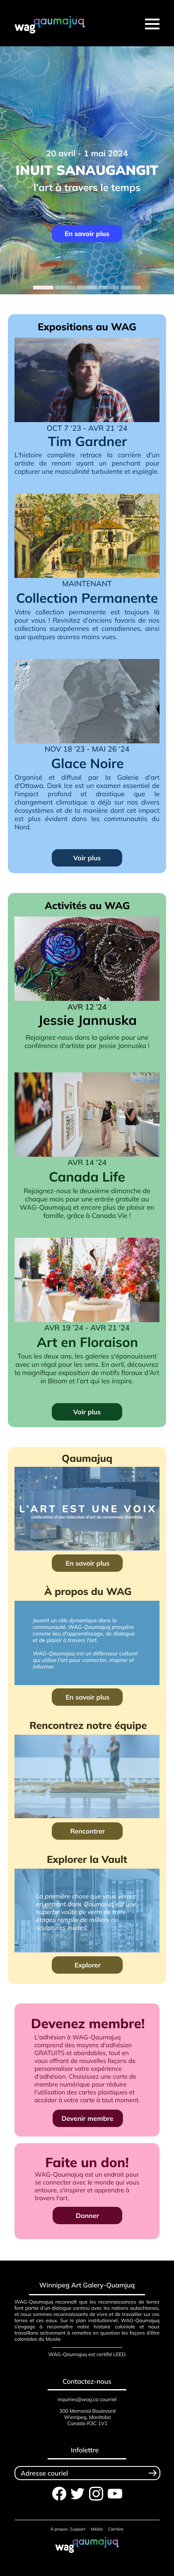 wag qaumajuq
20 avril - 1 mai 2024
INUIT SANAUGANGIT
l'art à travers le temps
En savoir plus
Expositions au WAG
OCT 7 '23 - AVR 21 '24
Tim Gardner
L'histoire complète retrace la carrière d'un
artiste de renom ayant un penchant pour
capturer une masculinité turbulente et espiègle.
MAINTENANT
Collection Permanente
Votre collection permanente est toujours là
pour vous ! Revisitez d'anciens favoris de nos
collections européennes et canadiennes, ainsi
que quelques œuvres moins vues.
NOV 18 '23 - MAI 26 '24
Glace Noire
Organisé et diffusé par la Galerie d'art
d'Ottawa, Dark Ice est un examen essentiel de
l'impact profond et drastique que le
changement climatique a déjà sur nos divers
écosystèmes et de la manière dont cet impact
est plus évident dans les communautés du
Nord.
Voir plus
Activités au WAG
AVR 12 '24
Jessie Jannuska
Rejoignez-nous dans la galerie pour une
conférence d'artiste par Jessie Jannuska !
AVR 14 '24
Canada Life
Rejoignez-nous le deuxième dimanche de
chaque mois pour une entrée gratuite au
WAG-Qaumajuq et encore plus de plaisir en
famille, grâce à Canada Vie !
AVR 19 '24 - AVR 21 '24
Art en Floraison
Tous les deux ans, les galeries s'épanouissent
avec un régal pour les sens. En avril, découvrez
la magnifique exposition de motifs floraux d'Art
in Bloom et l'art qui les inspire.
Voir plus
Qaumajuq
L'ART EST UNE VOIX
célébration d'une collection d'art de renommée mondiale
En savoir plus
À propos du WAG
Jouant un rôle dynamique dans la
communauté, WAG-Qaumajuq prospère
comme lieu d'apprentissage, de dialogue
et de plaisir à travers l'art.
WAG-Qaumajuq est un défenseur culturel
qui utilise l'art pour connecter, inspirer et
informer.
En savoir plus
Rencontrez notre équipe
Rencontrer
Explorer la Vault
La première chose que vous verrez
en entrant dans Qaumajuq est une
superbe voûte de verre de trois
étages remplie de milliers de
sculptures inuites.
Explorer
Devenez membre!
L'adhésion à WAG-Qaumajuq
comprend des moyens d'adhésion
GRATUITS et abordables, tout en
vous offrant de nouvelles façons de
personnaliser votre expérience
d'adhésion. Choisissez une carte de
membre numérique pour réduire
l'utilisation des cartes plastiques et
accéder à votre carte à tout moment.
Devenir membre
Faite un don!
WAG-Qaumajuq est un endroit pour
se connecter avec le monde qui vous
entoure, s'inspirer et apprendre à
travers l'art.
Donner
Winnipeg Art Galery-Quamjuq
WAG-Qaumajuq reconnaît que les reconnaissances de terres
font partie d'un dialogue continu avec les nations autochtones,
et nous sommes reconnaissants de vivre et de travailler sur ces
terres et ces eaux. Sur le plan institutionnel, WAG-Qaumajuq
s'engage à reconnaître notre histoire coloniale et nous
travaillons activement à remettre en question les façons d'être
coloniales du Musée
WAG-Qaumajuq est certifié LEED.
Contactez-nous
inquiries@wag.ca courriel
300 Memorial Boulevard
Winnipeg, Manitoba
Canada R3C 1V1
Infolettre
Adresse couriel
À propos Support Média Carrière
wag qaumajuq